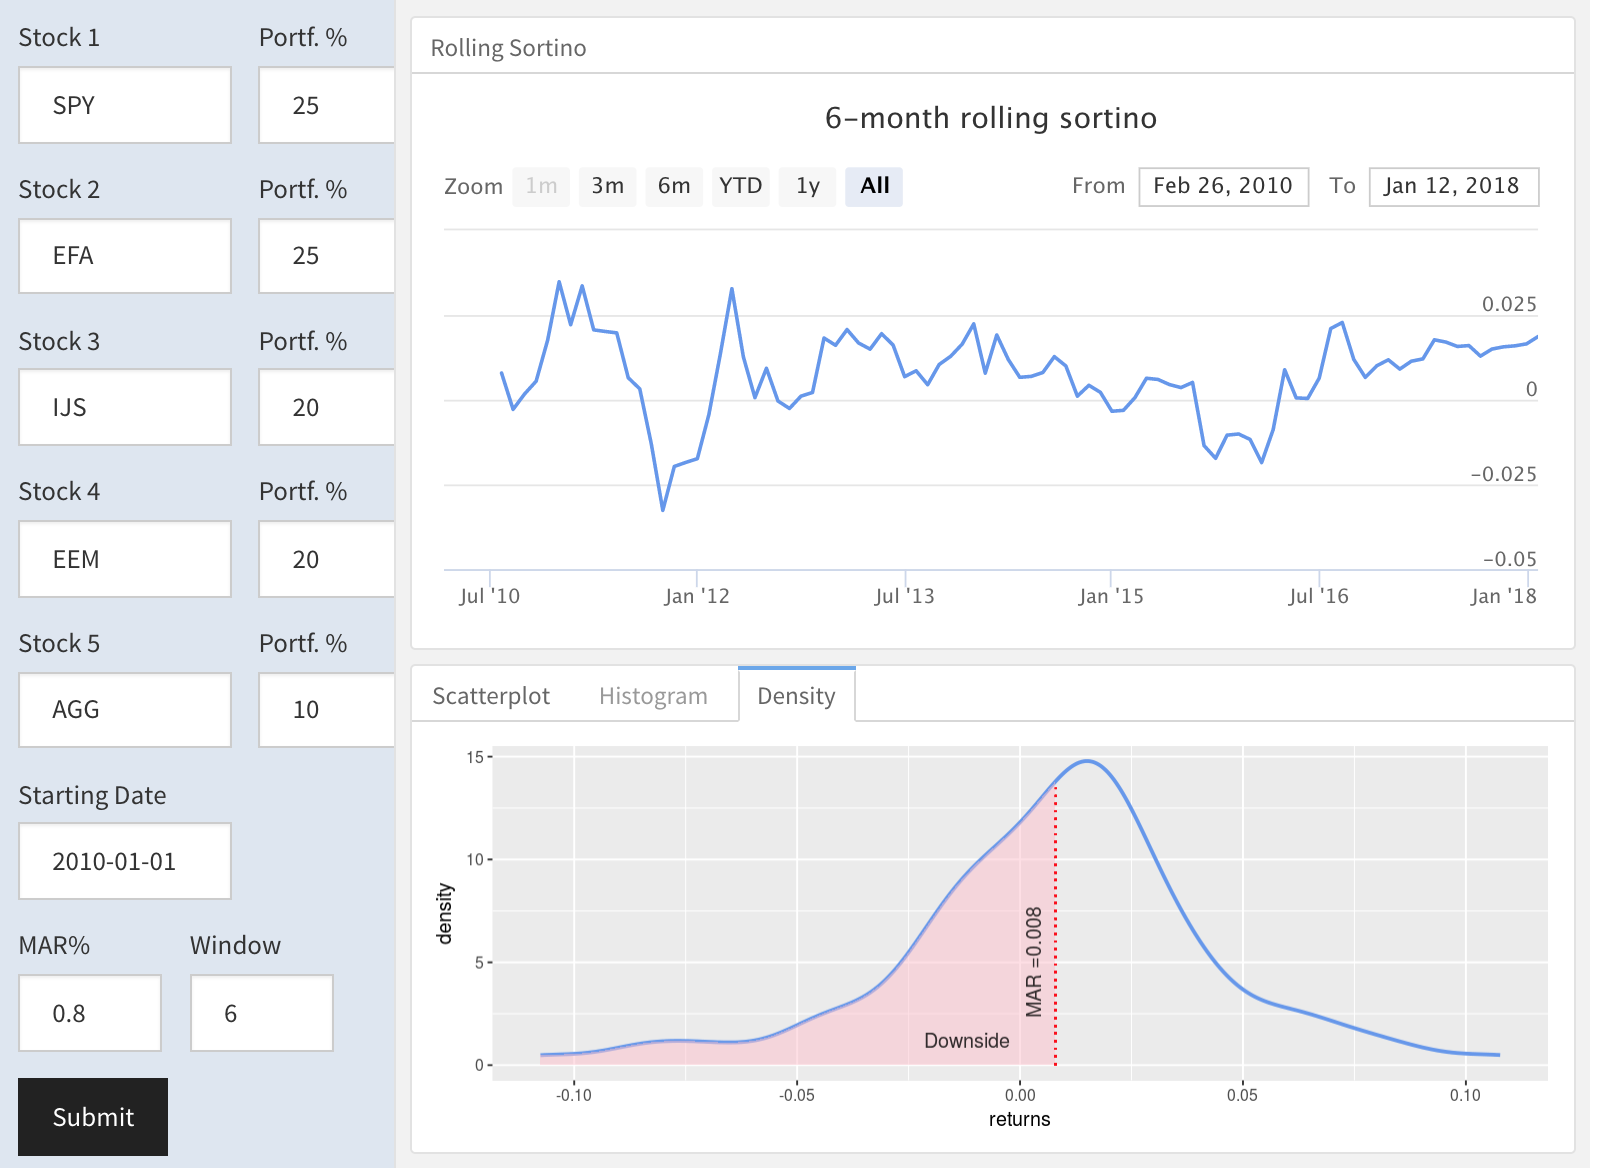 Stock 1 Portf. %
SPY 25
Stock 2 Portf. %
EFA 25
Stock 3 Portf. %
IJS 20
Stock 4 Portf. %
EEM 20
Stock 5 Portf. %
AGG 10
Starting Date
2010-01-01
MAR% Window
0.8 6
Submit
Rolling Sortino
6-month rolling sortino
Zoom 1m 3m 6m YTD 1y All From Feb 26, 2010 To Jan 12, 2018
0.025
0
-0.025
-0.05
Jul '10 Jan '12 Jul '13 Jan '15 Jul '16 Jan '18
Scatterplot Histogram Density
15
10
5
0
density
MAR =0.008
Downside
-0.10 -0.05 0.00 0.05 0.10
returns